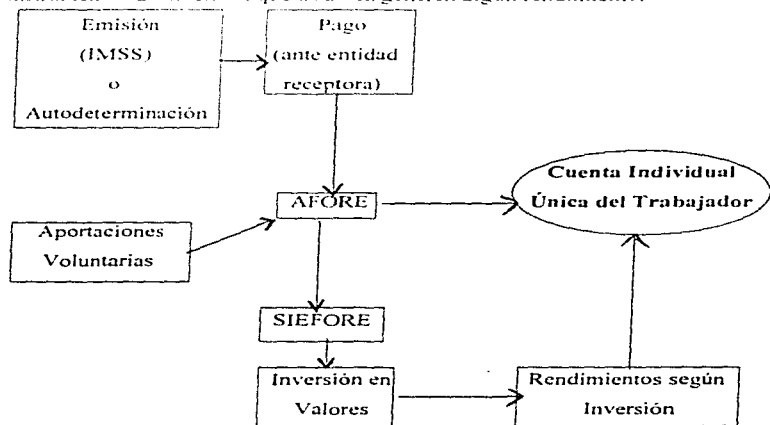 Emisión
(IMSS)
o
Autodeterminación
Pago
(ante entidad
receptora)
Cuenta Individual
Única del Trabajador
AFORE
Aportaciones
Voluntarias
SIEFORE
Inversión en
Valores
Rendimientos según
Inversión